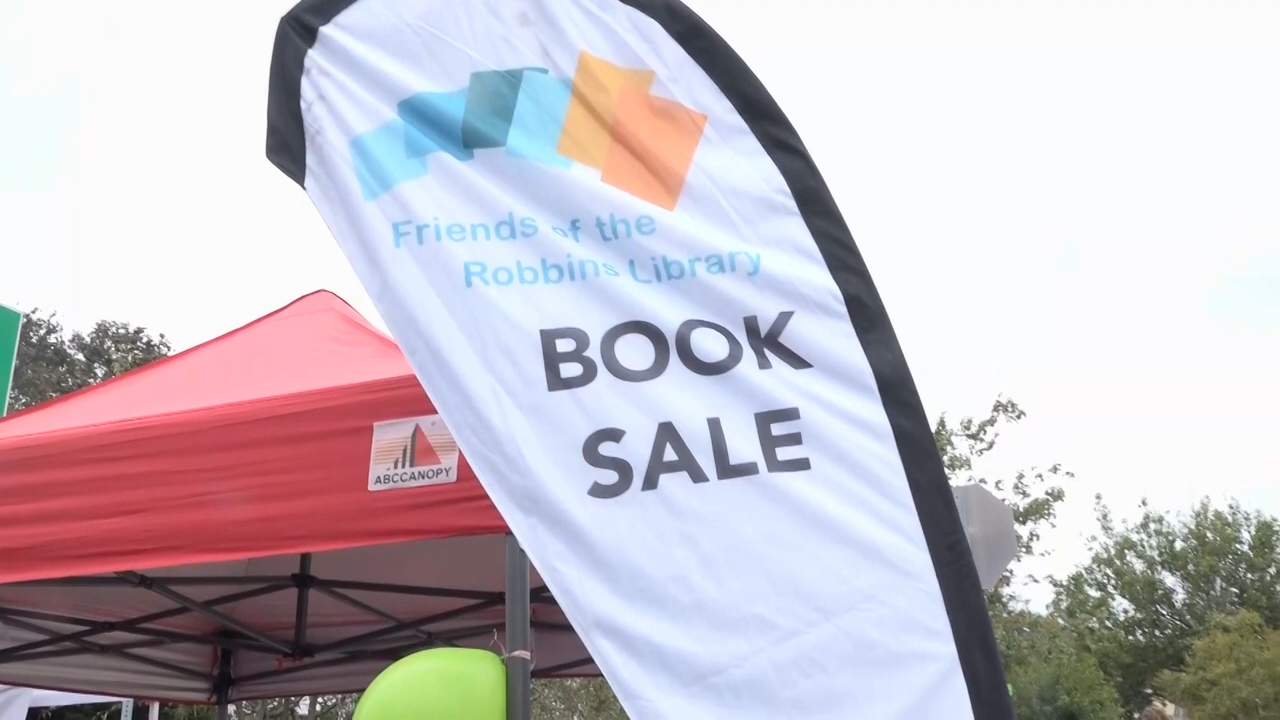 Friends of the
Robbins Library
BOOK
SALE
ABCCANOPY